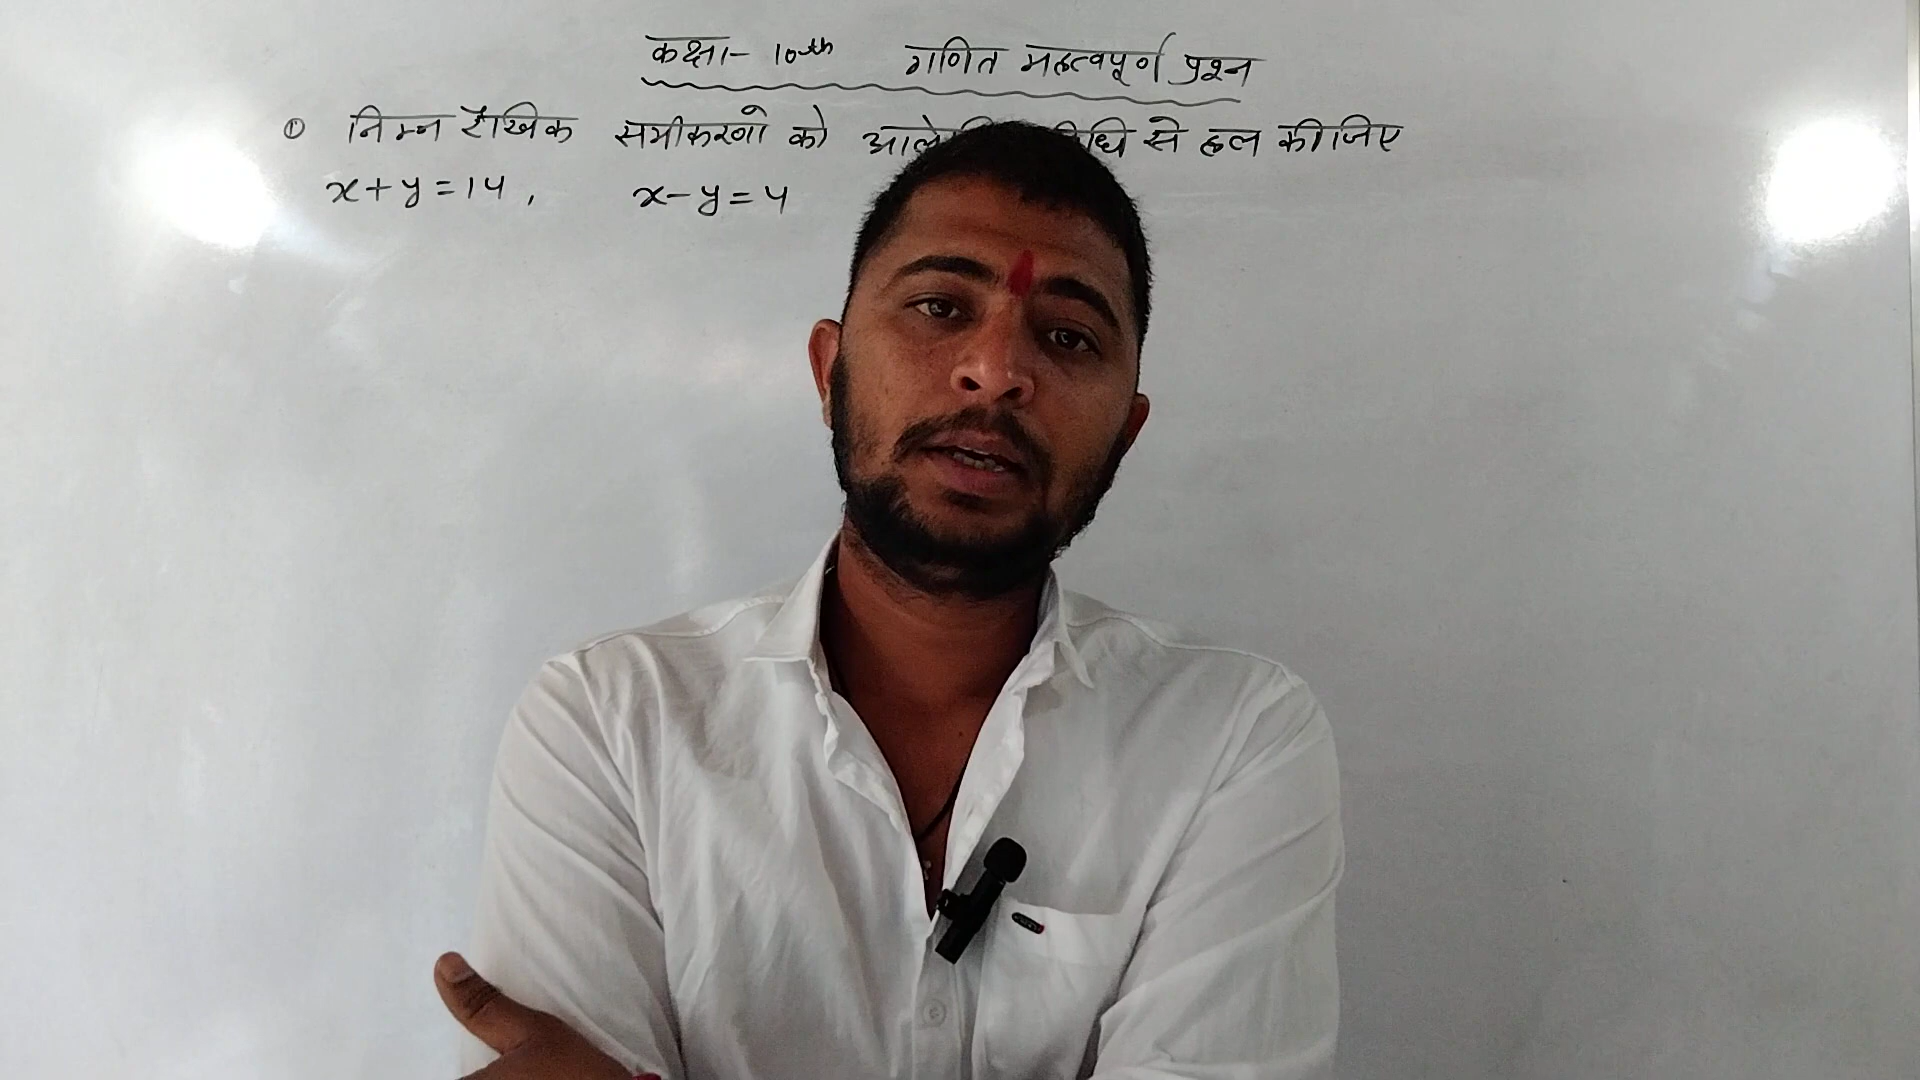 कक्षा- 10th गणित महत्वपूर्ण प्रश्न
① निम्न रैखिक समीकरणो को से हल कीजिए
x+y=14, x-y=4